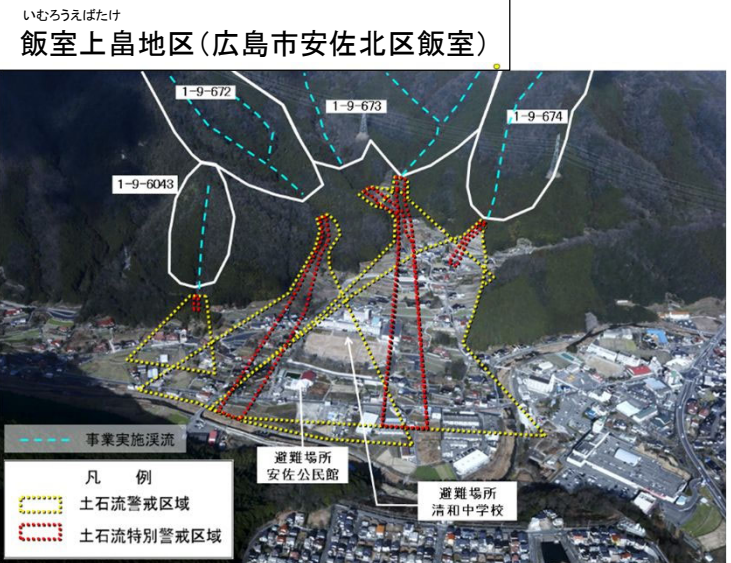 いむろうえばたけ
飯室上畠地区（広島市安佐北区飯室）
1-9-672
1-9-673
1-9-674
1-9-6043
事業実施渓流
凡　例
土石流警戒区域
土石流特別警戒区域
避難場所
安佐公民館
避難場所
清和中学校